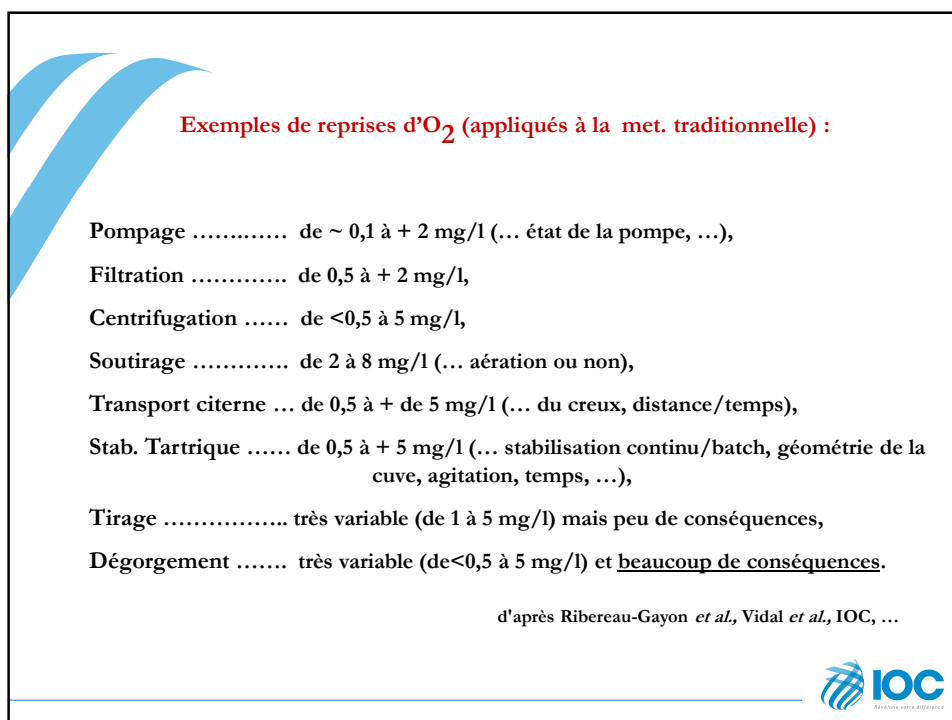 Exemples de reprises d'O2 (appliqués à la met. traditionnelle) :
Pompage ……..…… de ~ 0,1 à + 2 mg/l (… état de la pompe, …),
Filtration …………. de 0,5 à + 2 mg/l,
Centrifugation …… de <0,5 à 5 mg/l,
Soutirage …………. de 2 à 8 mg/l (… aération ou non),
Transport citerne … de 0,5 à + de 5 mg/l (… du creux, distance/temps),
Stab. Tartrique …… de 0,5 à + 5 mg/l (… stabilisation continu/batch, géométrie de la
cuve, agitation, temps, …),
Tirage …………….. très variable (de 1 à 5 mg/l) mais peu de conséquences,
Dégorgement ……. très variable (de<0,5 à 5 mg/l) et beaucoup de conséquences.
d'après Ribereau-Gayon et al., Vidal et al., IOC, …
IOC
Révélons votre différence